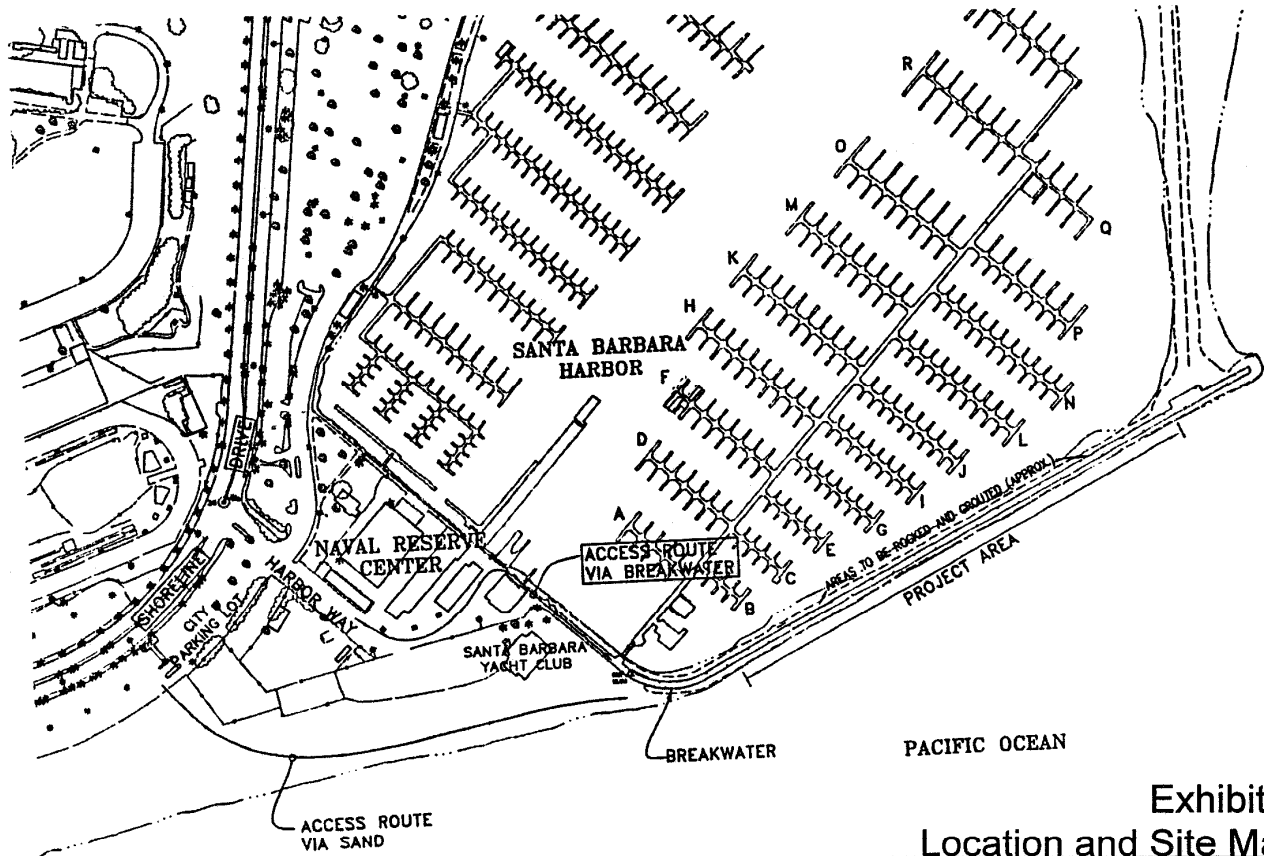 R
O
Q
M
K
P
H
SANTA BARBARA
HARBOR
F
N
D
L
DRIVE
J
I
A
G
NAVAL RESERVE
CENTER
ACCESS ROUTE
VIA BREAKWATER
E
C
B
AREAS TO BE ROCKED AND GROUTED (APPROX)
PROJECT AREA
SHORELINE
CITY
PARKING LOT
HARBOR WAY
SANTA BARBARA
YACHT CLUB
BREAKWATER
PACIFIC OCEAN
ACCESS ROUTE
VIA SAND
Exhibit
Location and Site Ma